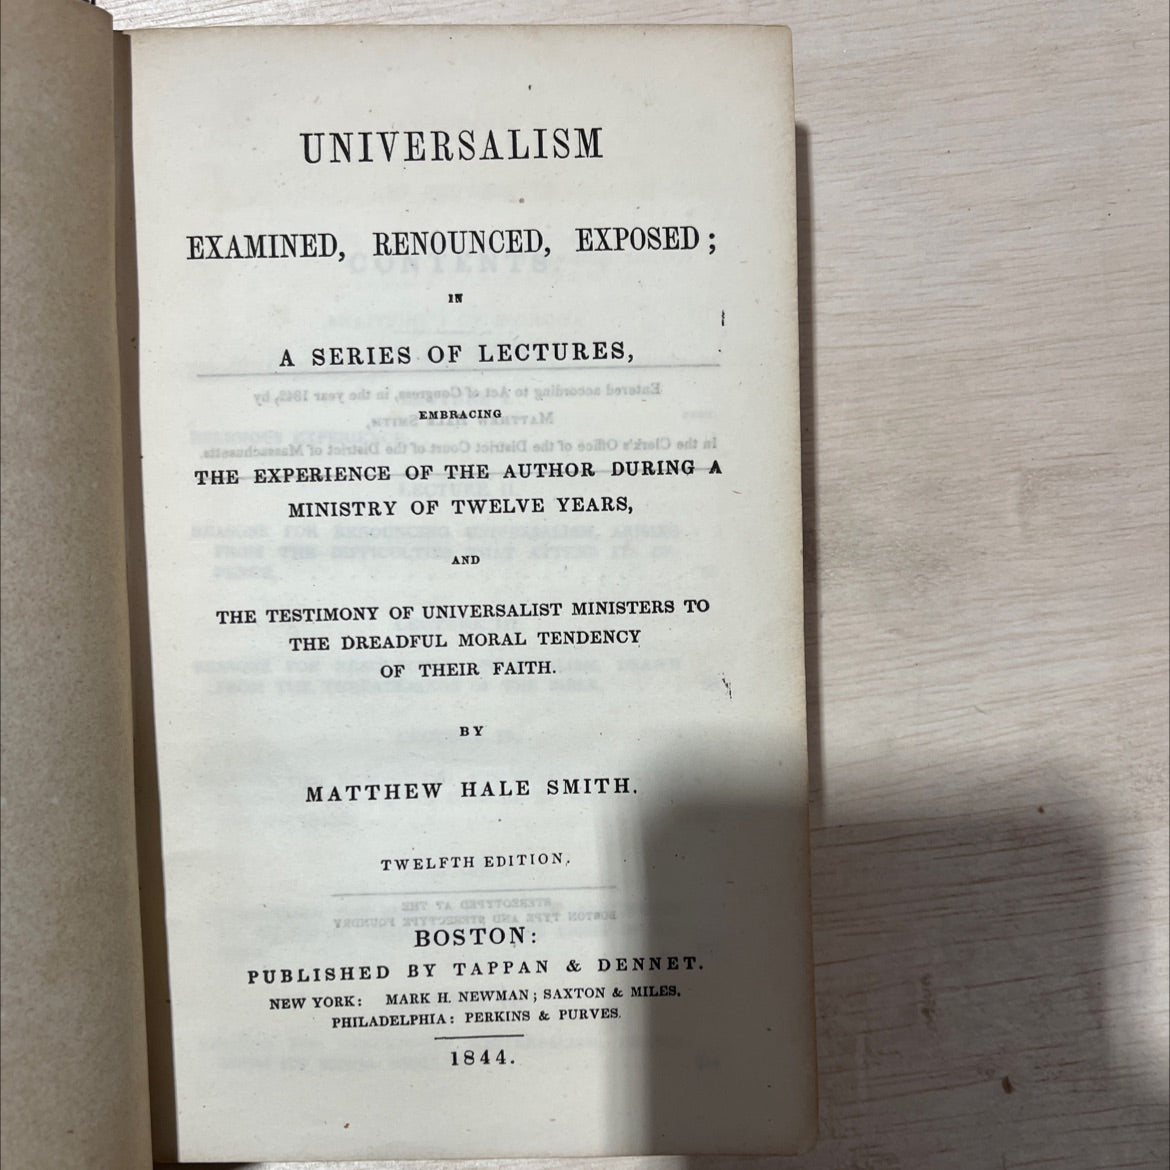 UNIVERSALISM
EXAMINED, RENOUNCED, EXPOSED;
IN
A SERIES OF LECTURES,
EMBRACING
THE EXPERIENCE OF THE AUTHOR DURING A
MINISTRY OF TWELVE YEARS,
AND
THE TESTIMONY OF UNIVERSALIST MINISTERS TO
THE DREADFUL MORAL TENDENCY
OF THEIR FAITH.
BY
MATTHEW HALE SMITH.
TWELFTH EDITION.
BOSTON:
PUBLISHED BY TAPPAN & DENNET.
NEW YORK: MARK H. NEWMAN; SAXTON & MILES.
PHILADELPHIA: PERKINS & PURVES.
1844.